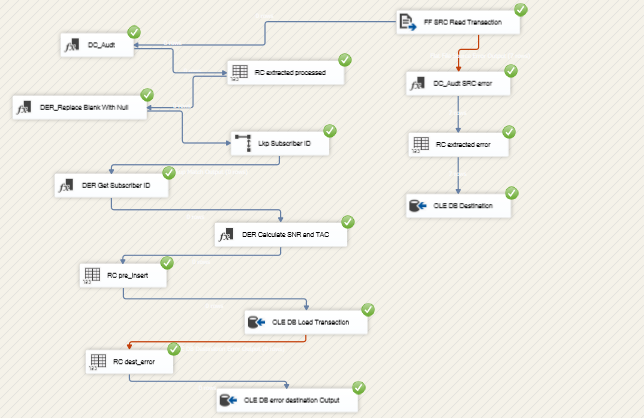 FF SRC Read Transaction
DC_Audt
RC extracted processed
DC_Audt SRC error
DER_Replace Blank With Null
Lkp Subscriber ID
RC extracted error
DER Get Subscriber ID
OLE DB Destination
DER Calculate SNR and TAC
RC pre_insert
OLE DB Load Transaction
RC dest_error
OLE DB error destination Output